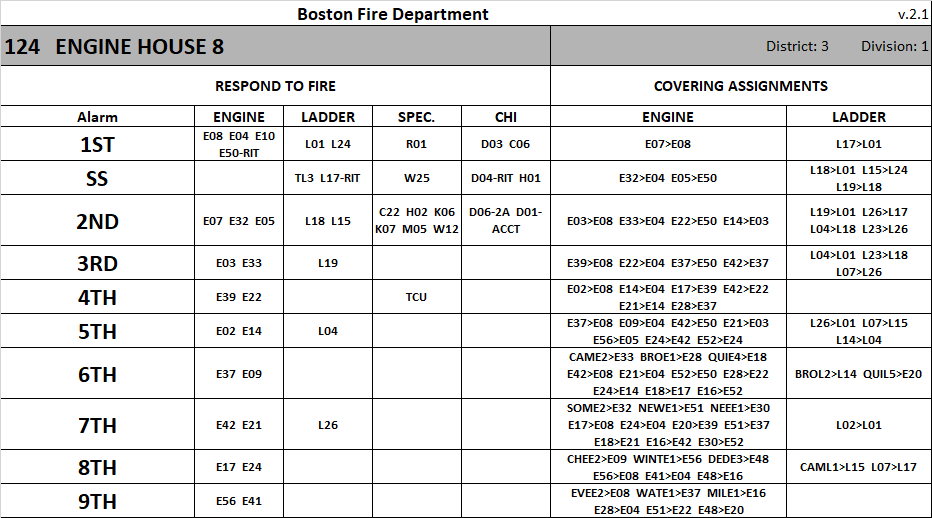 Boston Fire Department v.2.1
124 ENGINE HOUSE 8 District: 3 Division: 1
RESPOND TO FIRE COVERING ASSIGNMENTS
Alarm ENGINE LADDER SPEC. CHI ENGINE LADDER
1ST
E08 E04 E10
E50-RIT
L01 L24
R01
D03 C06
E07>E08
L17>L01
SS
TL3 L17-RIT
W25
D04-RIT H01
E32>E04 E05>E50
L18>L01 L15>L24
L19>L18
2ND
E07 E32 E05
L18 L15
C22 H02 K06
K07 M05 W12
D06-2A D01-
ACCT
E03>E08 E33>E04 E22>E50 E14>E03
L19>L01 L26>L17
L04>L18 L23>L26
3RD
E03 E33
L19
E39>E08 E22>E04 E37>E50 E42>E37
L04>L01 L23>L18
L07>L26
4TH
E39 E22
TCU
E02>E08 E14>E04 E17>E39 E42>E22
E21>E14 E28>E37
5TH
E02 E14
L04
E37>E08 E09>E04 E42>E50 E21>E03
E56>E05 E24>E42 E52>E24
L26>L01 L07>L15
L14>L04
6TH
E37 E09
CAME2>E33 BROE1>E28 QUIE4>E18
E42>E08 E21>E04 E52>E50 E28>E22
E24>E14 E18>E17 E16>E52
BROL2>L14 QUIL5>E20
7TH
E42 E21
L26
SOME2>E32 NEWE1>E51 NEEE1>E30
E17>E08 E24>E04 E20>E39 E51>E37
E18>E21 E16>E42 E30>E52
L02>L01
8TH
E17 E24
CHEE2>E09 WINTE1>E56 DEDE3>E48
E56>E08 E41>E04 E48>E16
CAML1>L15 L07>L17
9TH
E56 E41
EVEE2>E08 WATE1>E37 MILE1>E16
E28>E04 E51>E22 E48>E20